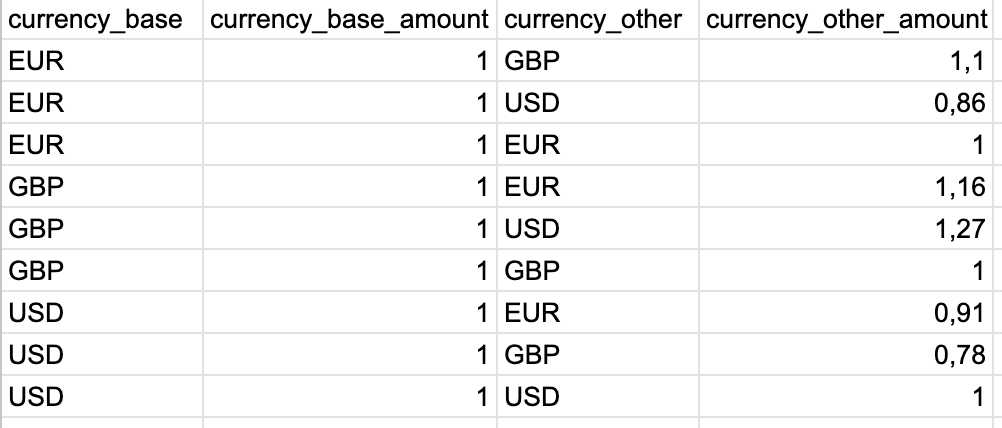 currency_base currency_base_amount currency_other currency_other_amount
EUR 1 GBP 1,1
EUR 1 USD 0,86
EUR 1 EUR 1
GBP 1 EUR 1,16
GBP 1 USD 1,27
GBP 1 GBP 1
USD 1 EUR 0,91
USD 1 GBP 0,78
USD 1 USD 1